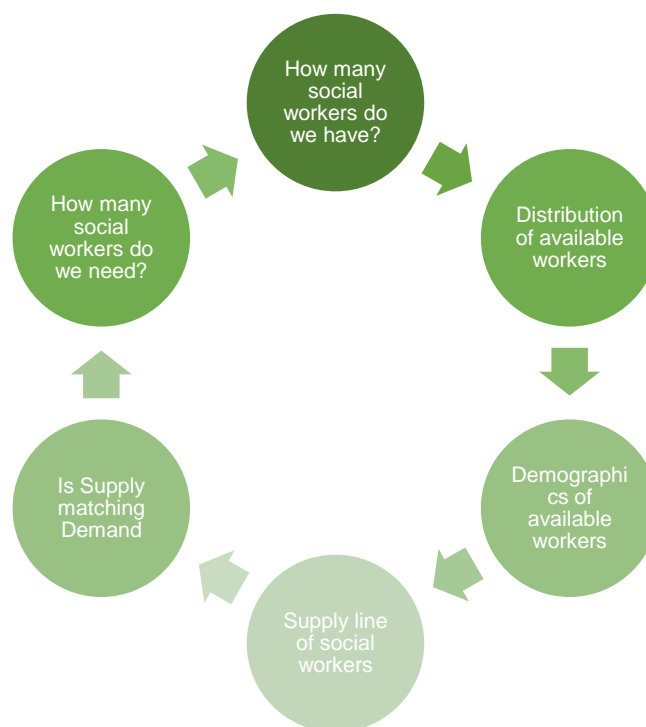 How many
social
workers do
we have?
Distribution
of available
workers
Demographi
cs of
available
workers
Supply line
of social
workers
Is Supply
matching
Demand
How many
social
workers do
we need?